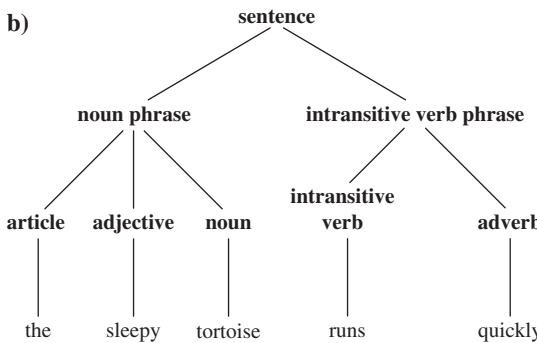 b)
sentence
noun phrase intransitive verb phrase
intransitive
article adjective noun verb adverb
the sleepy tortoise runs quickly